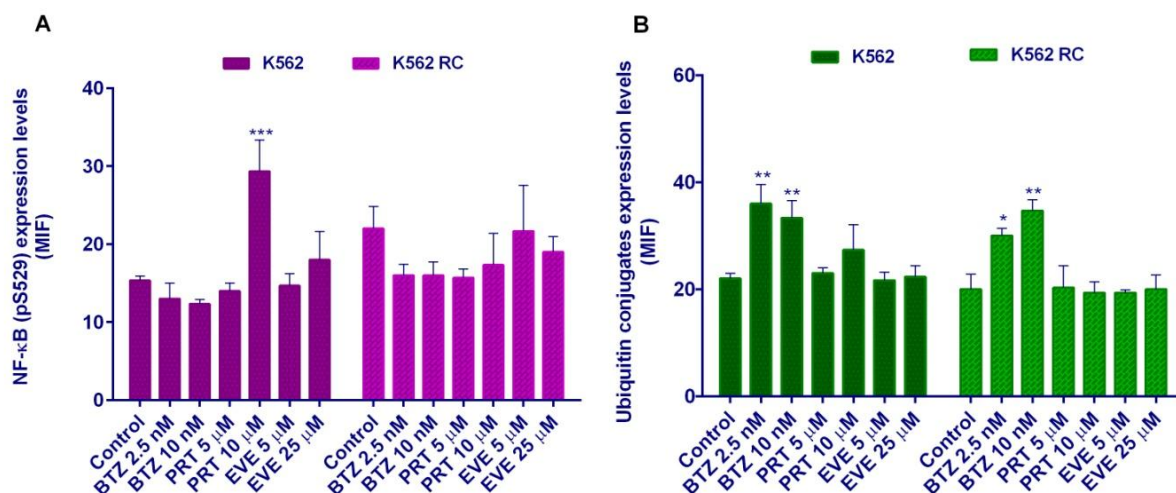 A
K562
K562 RC
NF-κB (pS529) expression levels
(MIF)
40
30
20
10
0
***
Control
BTZ 2.5 nM
BTZ 10 nM
PRT 5 μM
PRT 10 μM
EVE 5 μM
EVE 25 μM
Control
BTZ 2.5 nM
BTZ 10 nM
PRT 5 μM
PRT 10 μM
EVE 5 μM
EVE 25 μM
B
K562
K562 RC
Ubiquitin conjugates expression levels
(MIF)
60
40
20
0
**
**
*
**
Control
BTZ 2.5 nM
BTZ 10 nM
PRT 5 μM
PRT 10 μM
EVE 5 μM
EVE 25 μM
Control
BTZ 2.5 nM
BTZ 10 nM
PRT 5 μM
PRT 10 μM
EVE 5 μM
EVE 25 μM